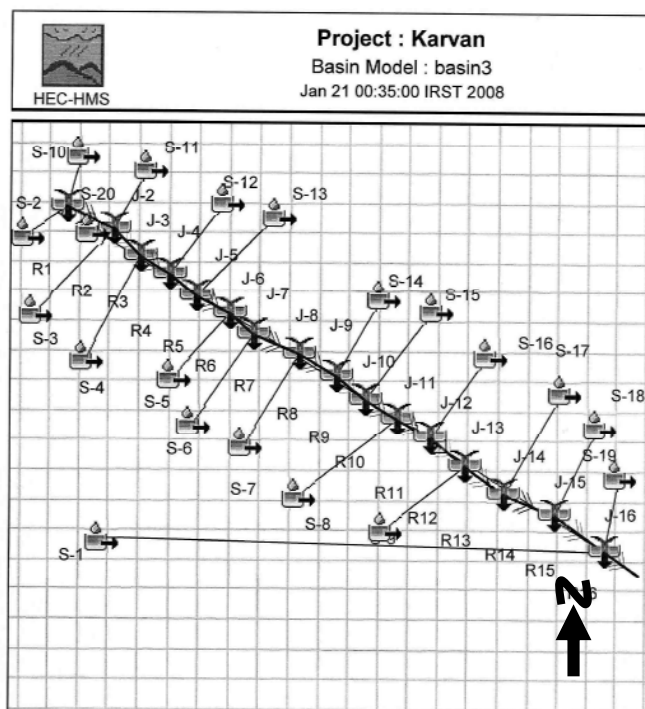 Project : Karvan
Basin Model : basin3
Jan 21 00:35:00 IRST 2008
HEC-HMS
S-10
S-11
S-2
S-20
J-2
S-12
S-13
J-3
J-4
J-5
R1
R2
R3
J-6
J-7
S-14
S-15
S-3
R4
J-8
J-9
S-4
R5
R6
J-10
S-16
S-17
S-5
R7
J-11
S-18
R8
J-12
S-6
R9
J-13
S-7
R10
J-14
S-19
R11
J-15
S-8
R12
J-16
S-1
R13
R14
R15
N